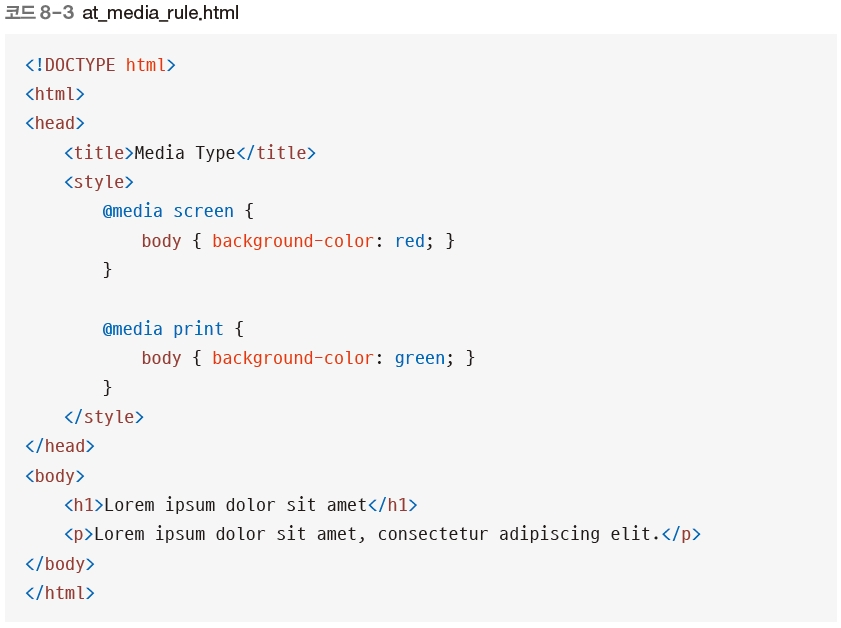 코드 8-3 at_media_rule.html
<!DOCTYPE html>
<html>
<head>
    <title>Media Type</title>
    <style>
        @media screen {
            body { background-color: red; }
        }

        @media print {
            body { background-color: green; }
        }
    </style>
</head>
<body>
    <h1>Lorem ipsum dolor sit amet</h1>
    <p>Lorem ipsum dolor sit amet, consectetur adipiscing elit.</p>
</body>
</html>